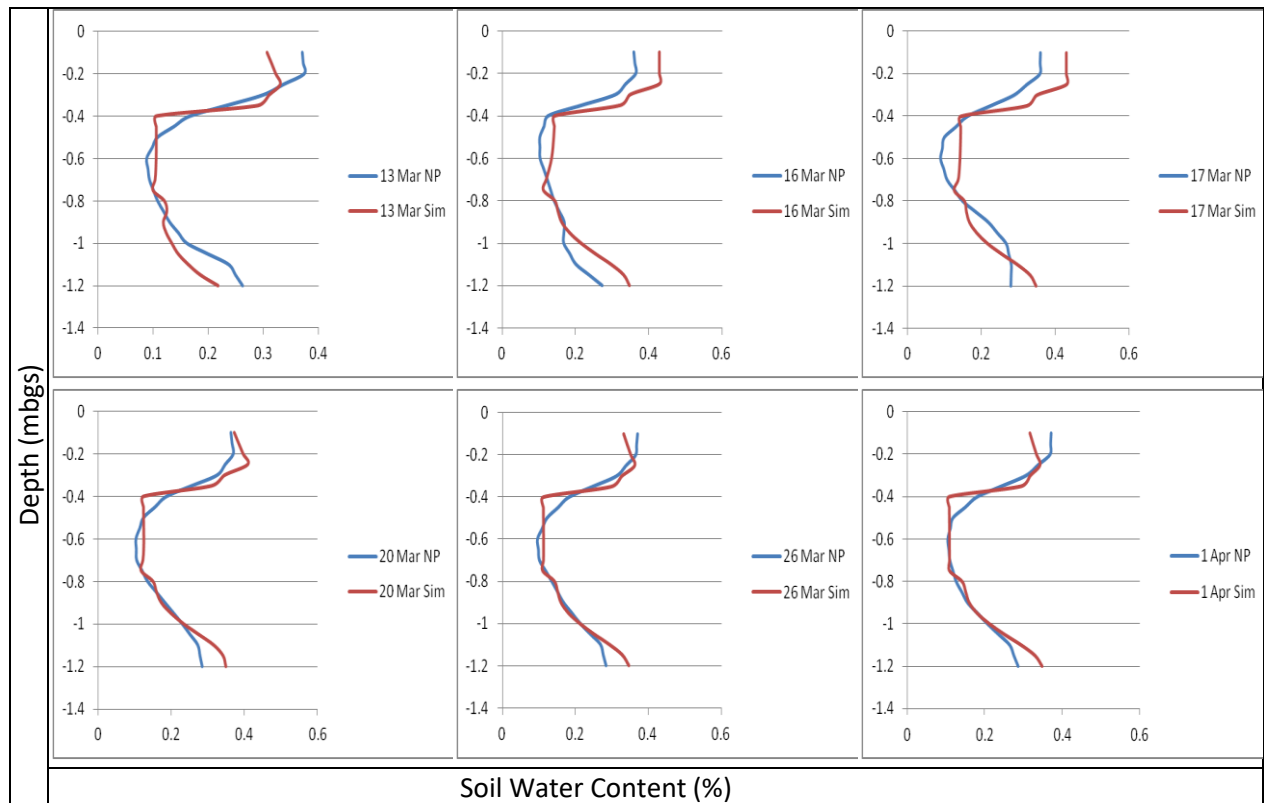 Depth (mbgs)
0
-0.2
-0.4
-0.6
-0.8
-1
-1.2
-1.4
0 0.1 0.2 0.3 0.4
13 Mar NP
13 Mar Sim
0
-0.2
-0.4
-0.6
-0.8
-1
-1.2
-1.4
0 0.2 0.4 0.6
16 Mar NP
16 Mar Sim
0
-0.2
-0.4
-0.6
-0.8
-1
-1.2
-1.4
0 0.2 0.4 0.6
17 Mar NP
17 Mar Sim
0
-0.2
-0.4
-0.6
-0.8
-1
-1.2
-1.4
0 0.2 0.4 0.6
20 Mar NP
20 Mar Sim
0
-0.2
-0.4
-0.6
-0.8
-1
-1.2
-1.4
0 0.2 0.4 0.6
26 Mar NP
26 Mar Sim
0
-0.2
-0.4
-0.6
-0.8
-1
-1.2
-1.4
0 0.2 0.4 0.6
1 Apr NP
1 Apr Sim
Soil Water Content (%)